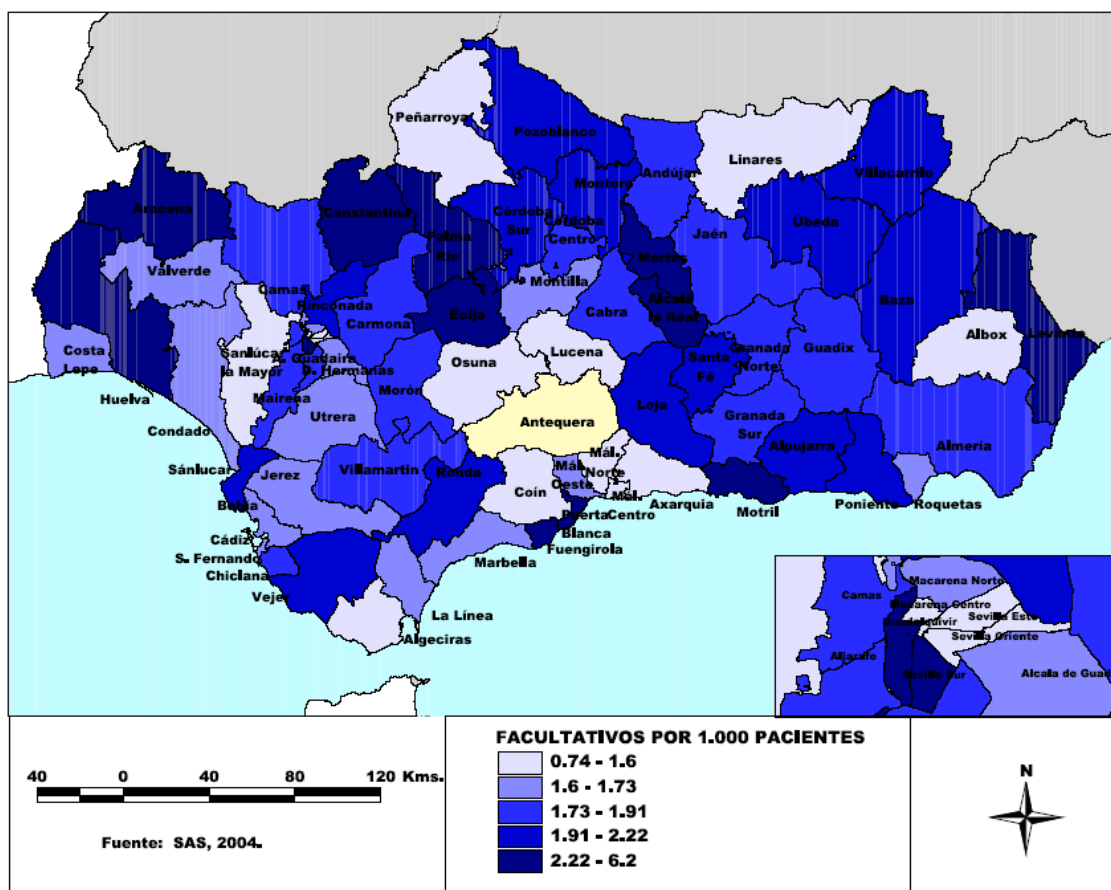 Peñarroya
Pozoblanco
Linares
Andújar
Villacarrillo
Montoro
Aracena
Constantina
Córdoba
Sur
Córdoba
Centro
Úbeda
Palma
Río
Jaén
Martos
Valverde
Montilla
Camas
Rinconada
Alcalá
la Real
Baza
Écija
Cabra
Carmona
Levante
Albox
Costa
Lepe
Sanlúcar
la Mayor
A. Guadaira
D. Hermanas
Osuna
Lucena
Santa
Fé
Granada
Norte
Guadix
Huelva
Mairena
Morón
Utrera
Loja
Antequera
Granada
Sur
Condado
Alpujarra
Almería
Sánlucar
Jerez
Villamartin
Ronda
Mál.
Oeste
Mál.
Norte
Coín
Mál.
Centro
Axarquia
Motril
Poniente
Roquetas
Bahía
Cádiz
Puerta
Blanca
Fuengirola
S. Fernando
Marbella
Chiclana
Vejer
La Línea
Algeciras
Macarena Norte
Camas
Macarena Centro
Guadalquivir
Sevilla Este
Sevilla Oriente
Aljarafe
Sevilla Sur
Alcala de Guad
FACULTATIVOS POR 1.000 PACIENTES
0.74 - 1.6
1.6 - 1.73
1.73 - 1.91
1.91 - 2.22
2.22 - 6.2
40 0 40 80 120 Kms.
Fuente: SAS, 2004.
N